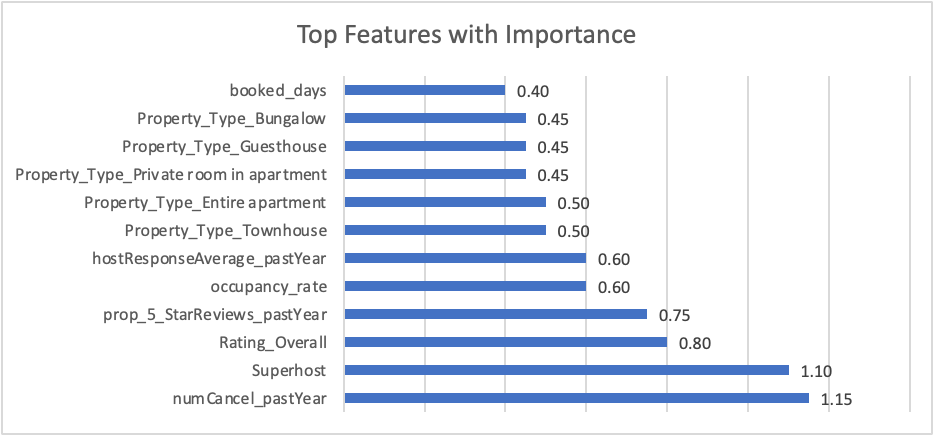 Top Features with Importance
booked_days 0.40
Property_Type_Bungalow 0.45
Property_Type_Guesthouse 0.45
Property_Type_Private room in apartment 0.45
Property_Type_Entire apartment 0.50
Property_Type_Townhouse 0.50
hostResponseAverage_pastYear 0.60
occupancy_rate 0.60
prop_5_StarReviews_pastYear 0.75
Rating_Overall 0.80
Superhost 1.10
numCancel_pastYear 1.15